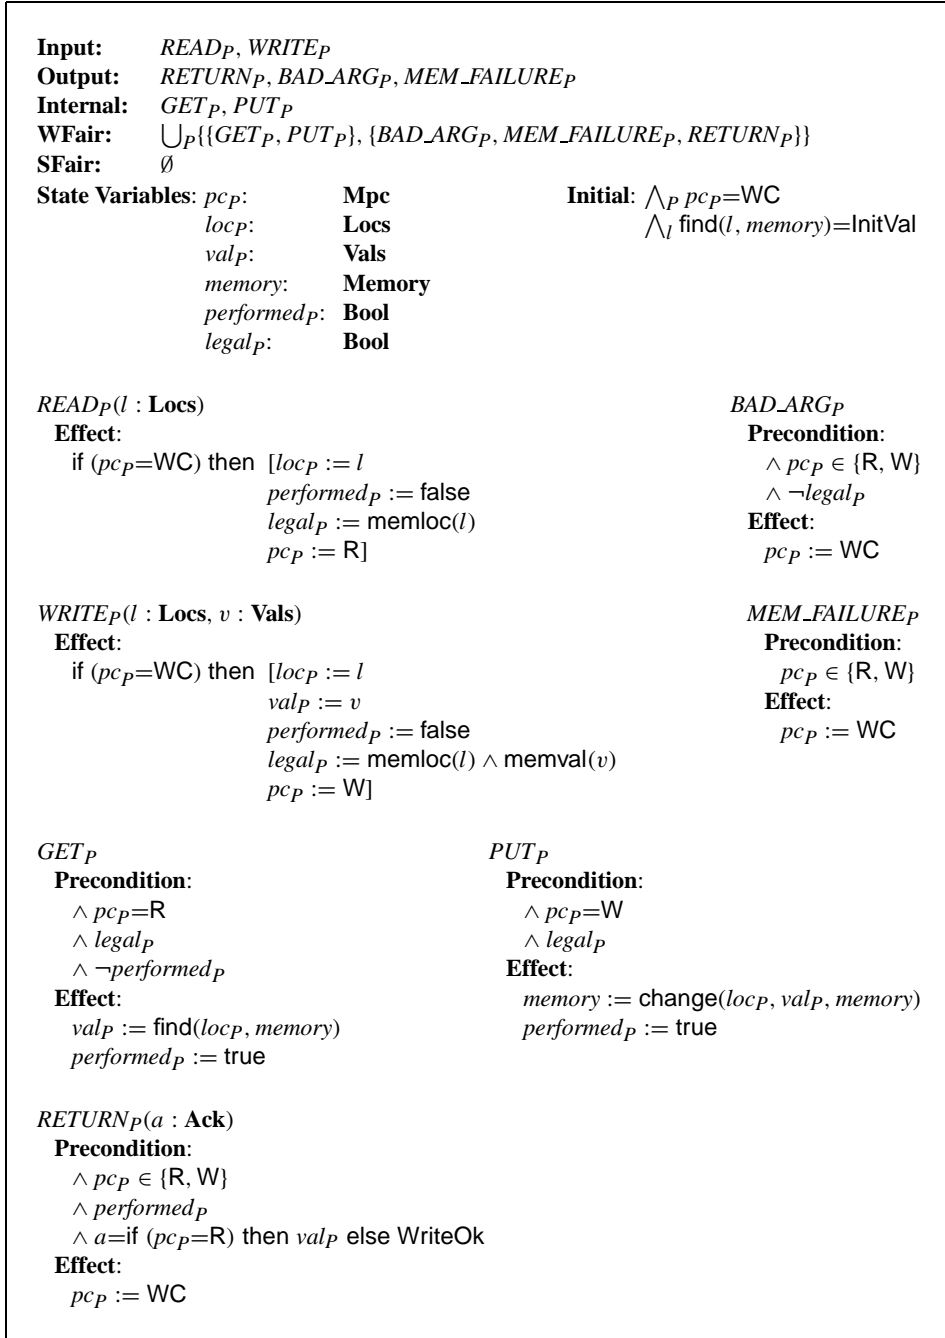 Input: READ_P, WRITE_P
Output: RETURN_P, BAD_ARG_P, MEM_FAILURE_P
Internal: GET_P, PUT_P
WFair: ⋃_P{{GET_P, PUT_P}, {BAD_ARG_P, MEM_FAILURE_P, RETURN_P}}
SFair: ∅
State Variables: pc_P: Mpc Initial: ⋀_P pc_P=WC
loc_P: Locs ⋀_l find(l, memory)=InitVal
val_P: Vals
memory: Memory
performed_P: Bool
legal_P: Bool
READ_P(l : Locs)
Effect:
if (pc_P=WC) then [loc_P := l
performed_P := false
legal_P := memloc(l)
pc_P := R]
BAD_ARG_P
Precondition:
∧ pc_P ∈ {R, W}
∧ ¬legal_P
Effect:
pc_P := WC
WRITE_P(l : Locs, v : Vals)
Effect:
if (pc_P=WC) then [loc_P := l
val_P := v
performed_P := false
legal_P := memloc(l) ∧ memval(v)
pc_P := W]
MEM_FAILURE_P
Precondition:
pc_P ∈ {R, W}
Effect:
pc_P := WC
GET_P
Precondition:
∧ pc_P=R
∧ legal_P
∧ ¬performed_P
Effect:
val_P := find(loc_P, memory)
performed_P := true
PUT_P
Precondition:
∧ pc_P=W
∧ legal_P
Effect:
memory := change(loc_P, val_P, memory)
performed_P := true
RETURN_P(a : Ack)
Precondition:
∧ pc_P ∈ {R, W}
∧ performed_P
∧ a=if (pc_P=R) then val_P else WriteOk
Effect:
pc_P := WC